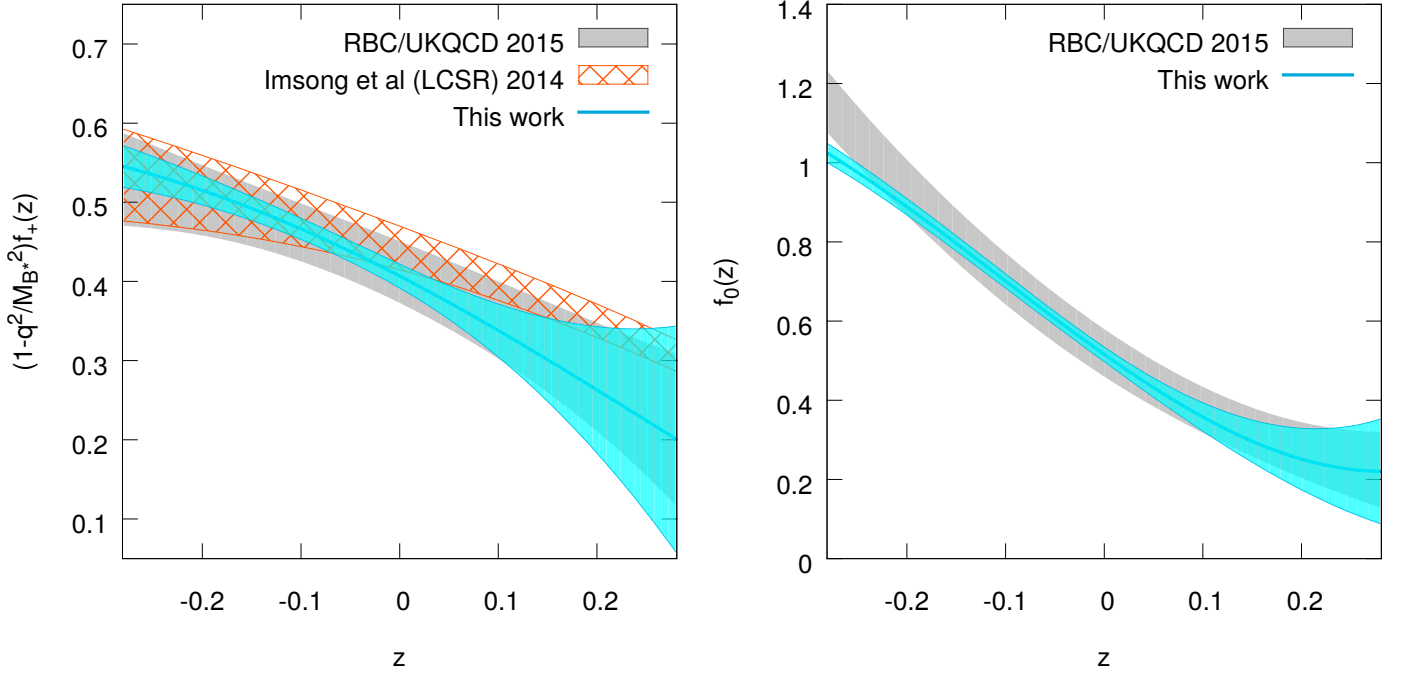 (1-q²/M_B*²)f₊(z)
0.7
0.6
0.5
0.4
0.3
0.2
0.1
RBC/UKQCD 2015
Imsong et al (LCSR) 2014
This work
-0.2 -0.1 0 0.1 0.2
z
f₀(z)
1.4
1.2
1
0.8
0.6
0.4
0.2
0
RBC/UKQCD 2015
This work
-0.2 -0.1 0 0.1 0.2
z